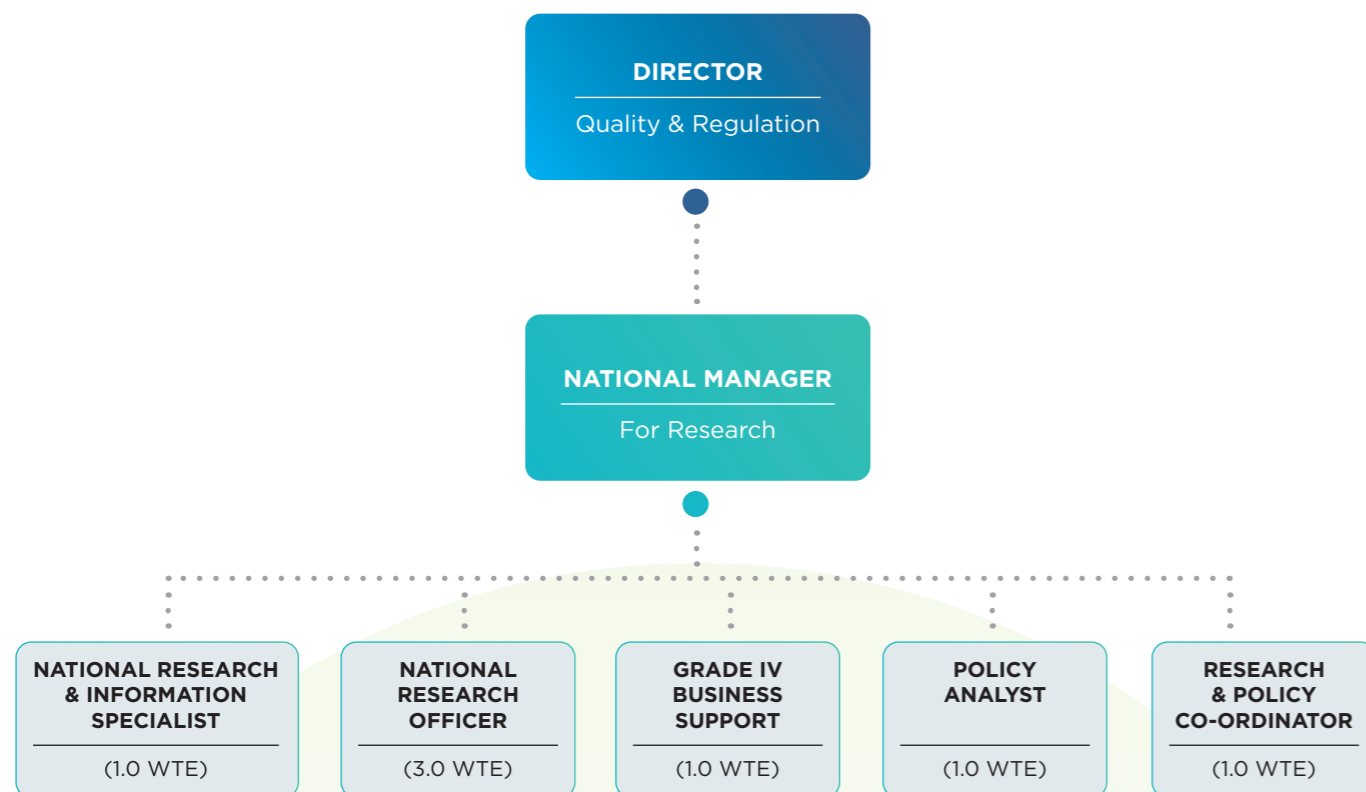 DIRECTOR
Quality & Regulation
NATIONAL MANAGER
For Research
NATIONAL RESEARCH
& INFORMATION
SPECIALIST
(1.0 WTE)
NATIONAL
RESEARCH
OFFICER
(3.0 WTE)
GRADE IV
BUSINESS
SUPPORT
(1.0 WTE)
POLICY
ANALYST
(1.0 WTE)
RESEARCH
& POLICY
CO-ORDINATOR
(1.0 WTE)